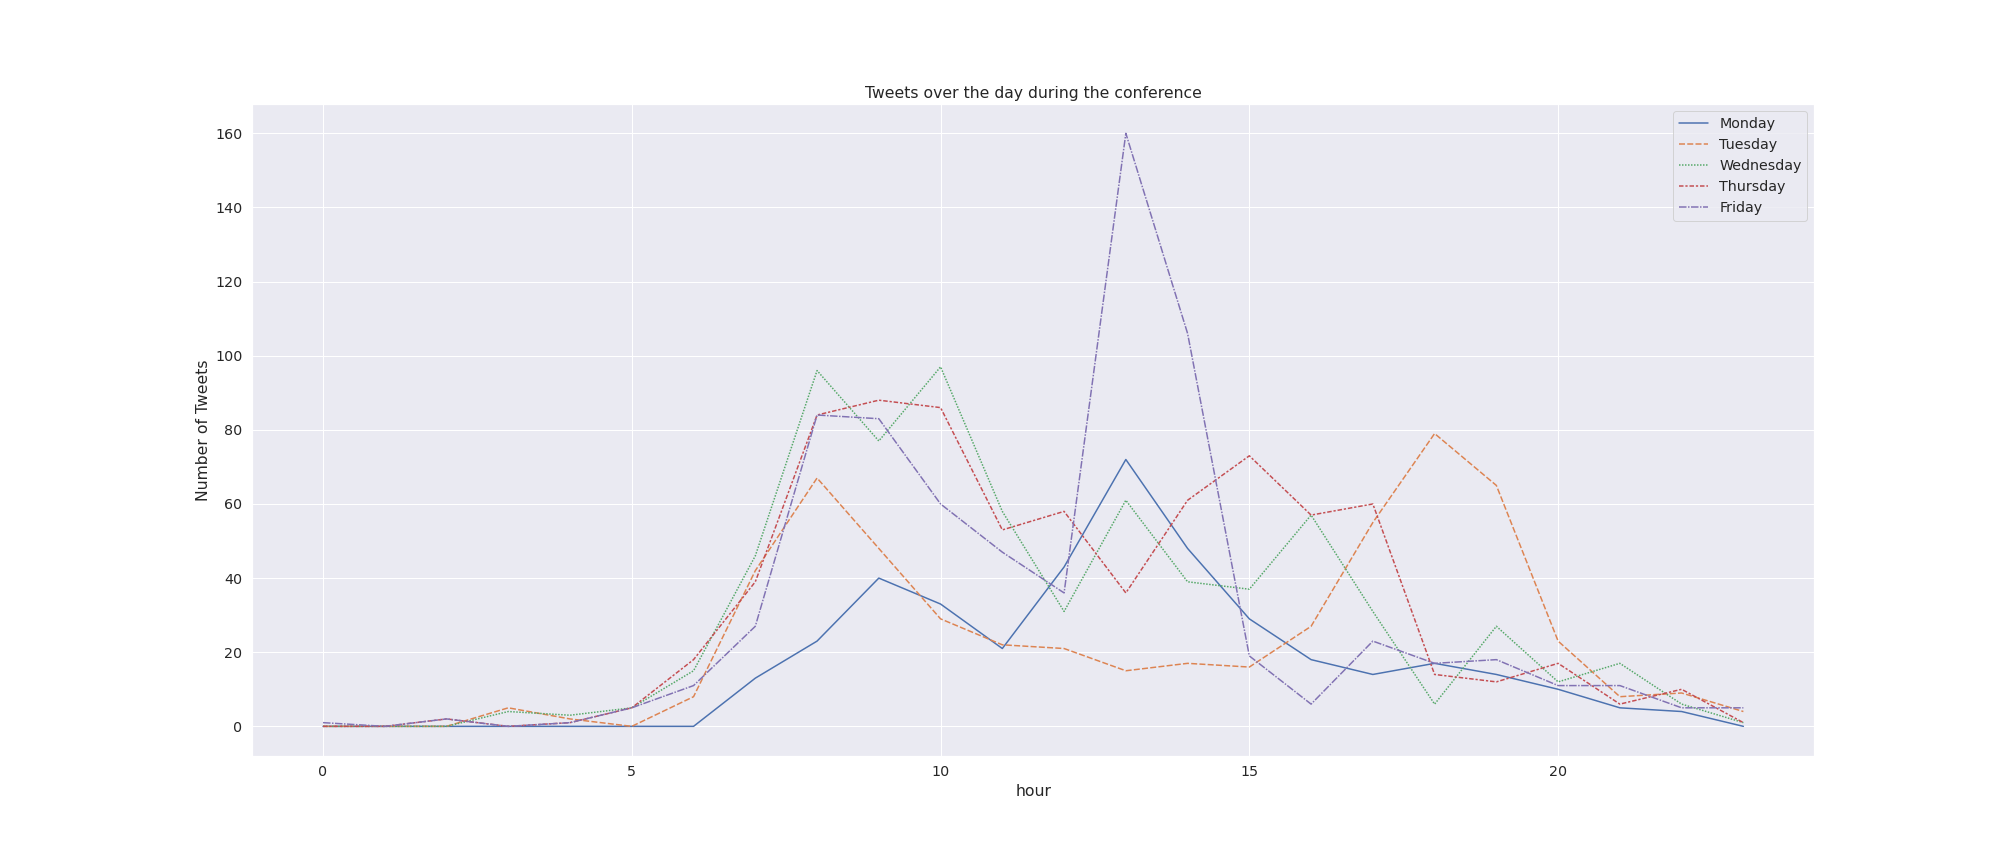 Tweets over the day during the conference
Monday
Tuesday
Wednesday
Thursday
Friday
Number of Tweets
160
140
120
100
80
60
40
20
0
0 5 10 15 20
hour